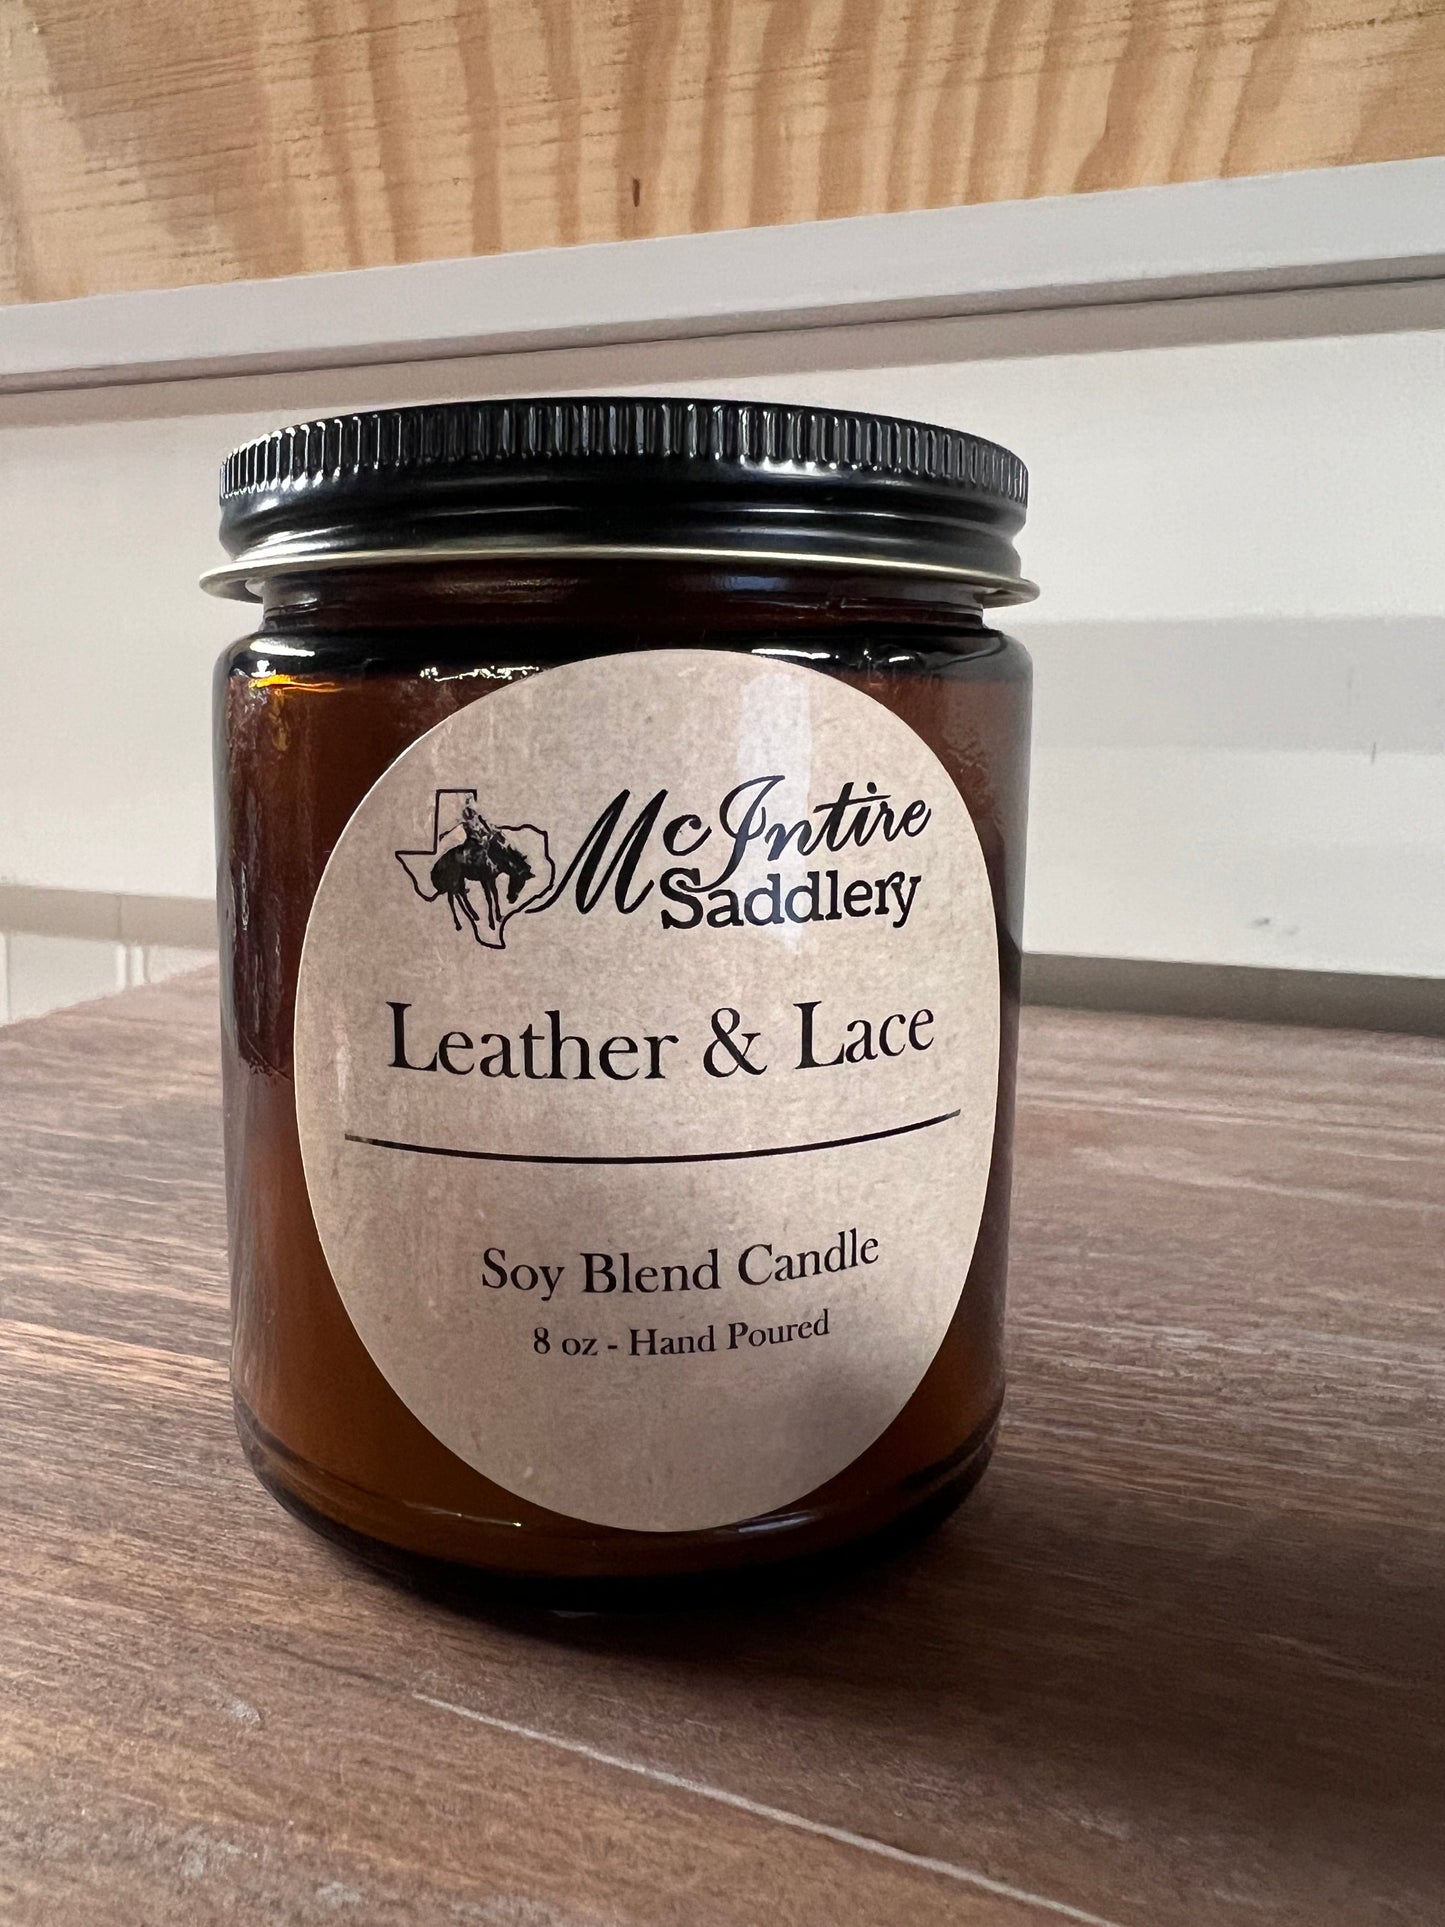 McIntire
Saddlery
Leather & Lace
Soy Blend Candle
8 oz - Hand Poured